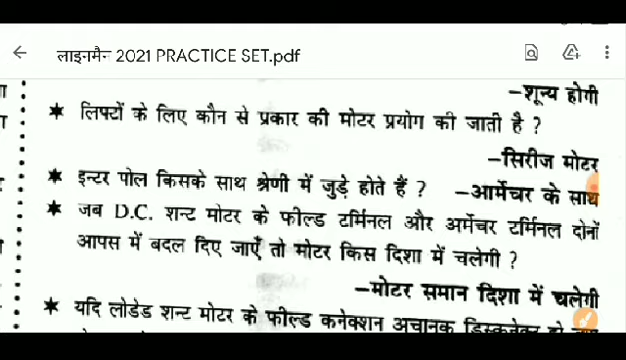 लाइनमैन 2021 PRACTICE SET.pdf
–शून्य होगी
* लिफ्टों के लिए कौन से प्रकार की मोटर प्रयोग की जाती है ?
–सिरीज मोटर
* इन्टर पोल किसके साथ श्रेणी में जुड़े होते हैं ? –आर्मेचर के साथ
* जब D.C. शन्ट मोटर के फील्ड टर्मिनल और अर्मेचर टर्मिनल दोनों
आपस में बदल दिए जाएँ तो मोटर किस दिशा में चलेगी ?
–मोटर समान दिशा में चलेगी
* यदि लोडेड शन्ट मोटर के फील्ड कनेक्शन अचानक